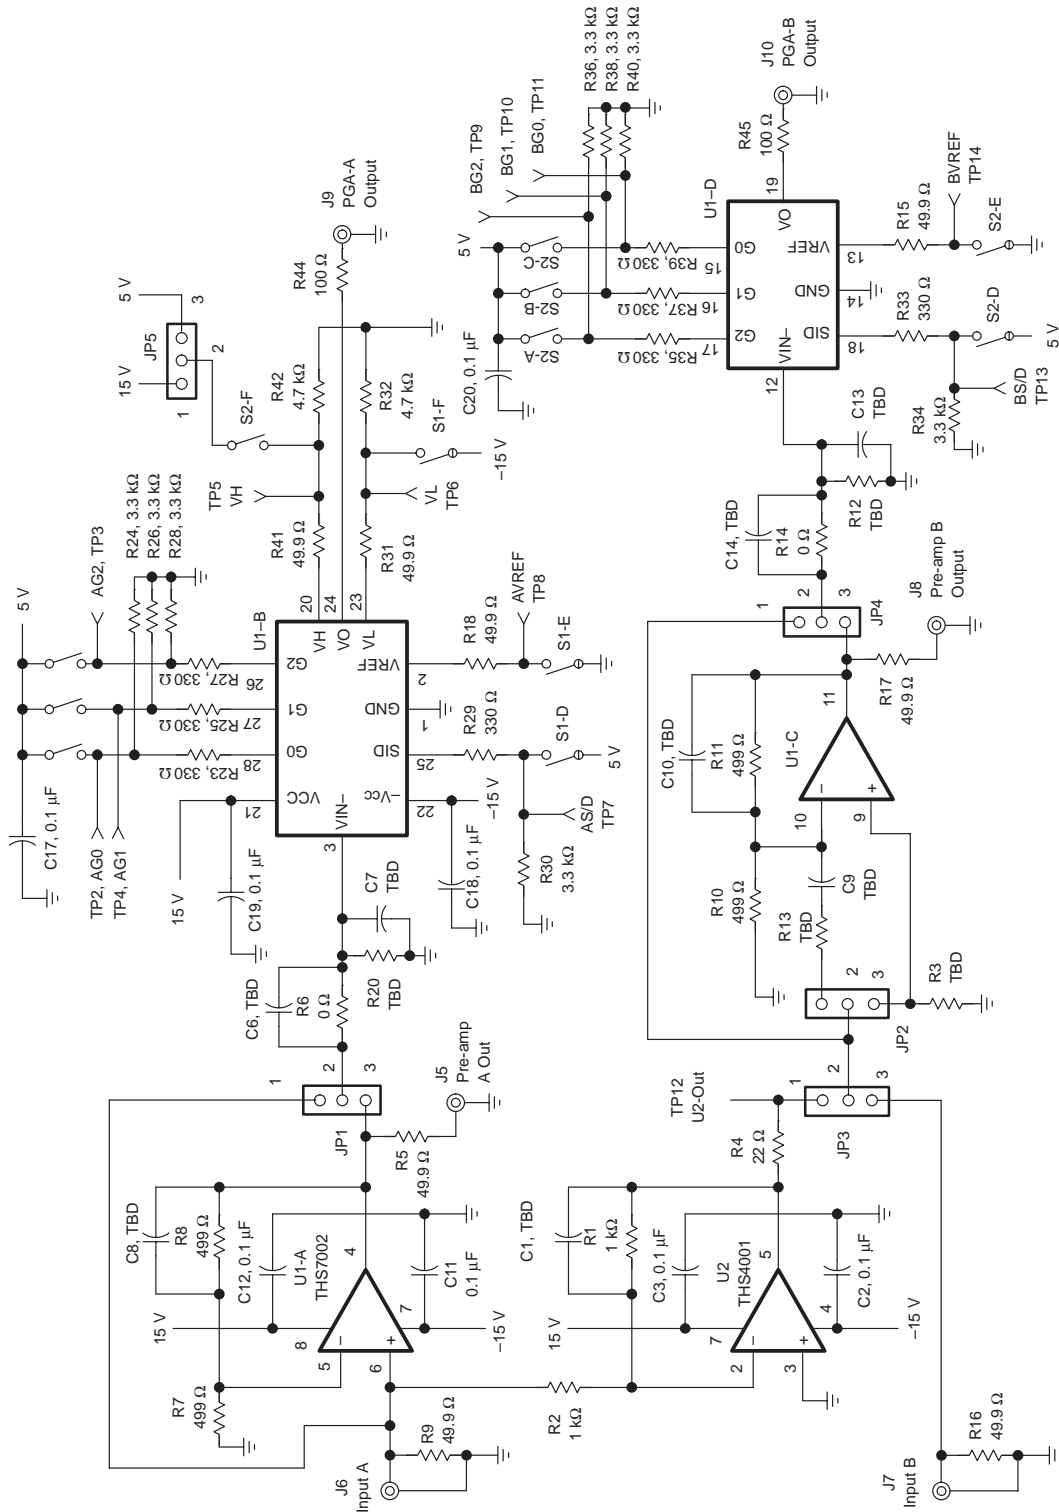 J6
Input A
R9
49.9 Ω
R7
499 Ω
C8, TBD
R8
499 Ω
15 V
C12, 0.1 µF
U1-A
THS7002
8
5
6
4
7
C11
0.1 µF
–15 V
R5
49.9 Ω
JP1
1
2
3
J5
Pre-amp
A Out
C6, TBD
R6
0 Ω
R20
TBD
C7
TBD
15 V
C19, 0.1 µF
C18, 0.1 µF
–15 V
C17, 0.1 µF
5 V
TP2, AG0
TP4, AG1
AG2, TP3
R24, 3.3 kΩ
R26, 3.3 kΩ
R28, 3.3 kΩ
R23, 330 Ω
R25, 330 Ω
R27, 330 Ω
21
28
27
26
VCC
G0
G1
G2
U1–B
3
VIN–
–Vcc
SID
GND
VREF
22
25
1
2
VH
VO
VL
20
24
23
R29
330 Ω
R18
49.9 Ω
R30
3.3 kΩ
AS/D
TP7
S1-D
5 V
AVREF
TP8
S1-E
R41
49.9 Ω
R31
49.9 Ω
TP5
VH
VL
TP6
S2-F
S1-F
–15 V
R42
4.7 kΩ
R32
4.7 kΩ
15 V
5 V
JP5
1
2
3
R44
100 Ω
J9
PGA-A
Output
R2
1 kΩ
C1, TBD
R1
1 kΩ
15 V
C3, 0.1 µF
U2
THS4001
7
2
3
5
4
C2, 0.1 µF
–15 V
R4
22 Ω
TP12
U2-Out
JP3
1
2
3
J7
Input B
R16
49.9 Ω
JP2
2
3
R3
TBD
R13
TBD
C9
TBD
R10
499 Ω
C10, TBD
R11
499 Ω
U1-C
10
9
11
R17
49.9 Ω
J8
Pre-amp B
Output
JP4
1
2
3
C14, TBD
R14
0 Ω
R12
TBD
C13
TBD
C20, 0.1 µF
5 V
S2-A
S2-B
S2-C
BG2, TP9
BG1, TP10
BG0, TP11
R36, 3.3 kΩ
R38, 3.3 kΩ
R40, 3.3 kΩ
R35, 330 Ω
R37, 330 Ω
R39, 330 Ω
17
16
15
G2
G1
G0
U1–D
12
VIN–
SID
GND
VREF
18
14
13
VO
19
R45
100 Ω
J10
PGA-B
Output
R33
330 Ω
R15
49.9 Ω
R34
3.3 kΩ
BS/D
TP13
S2-D
5 V
BVREF
TP14
S2-E